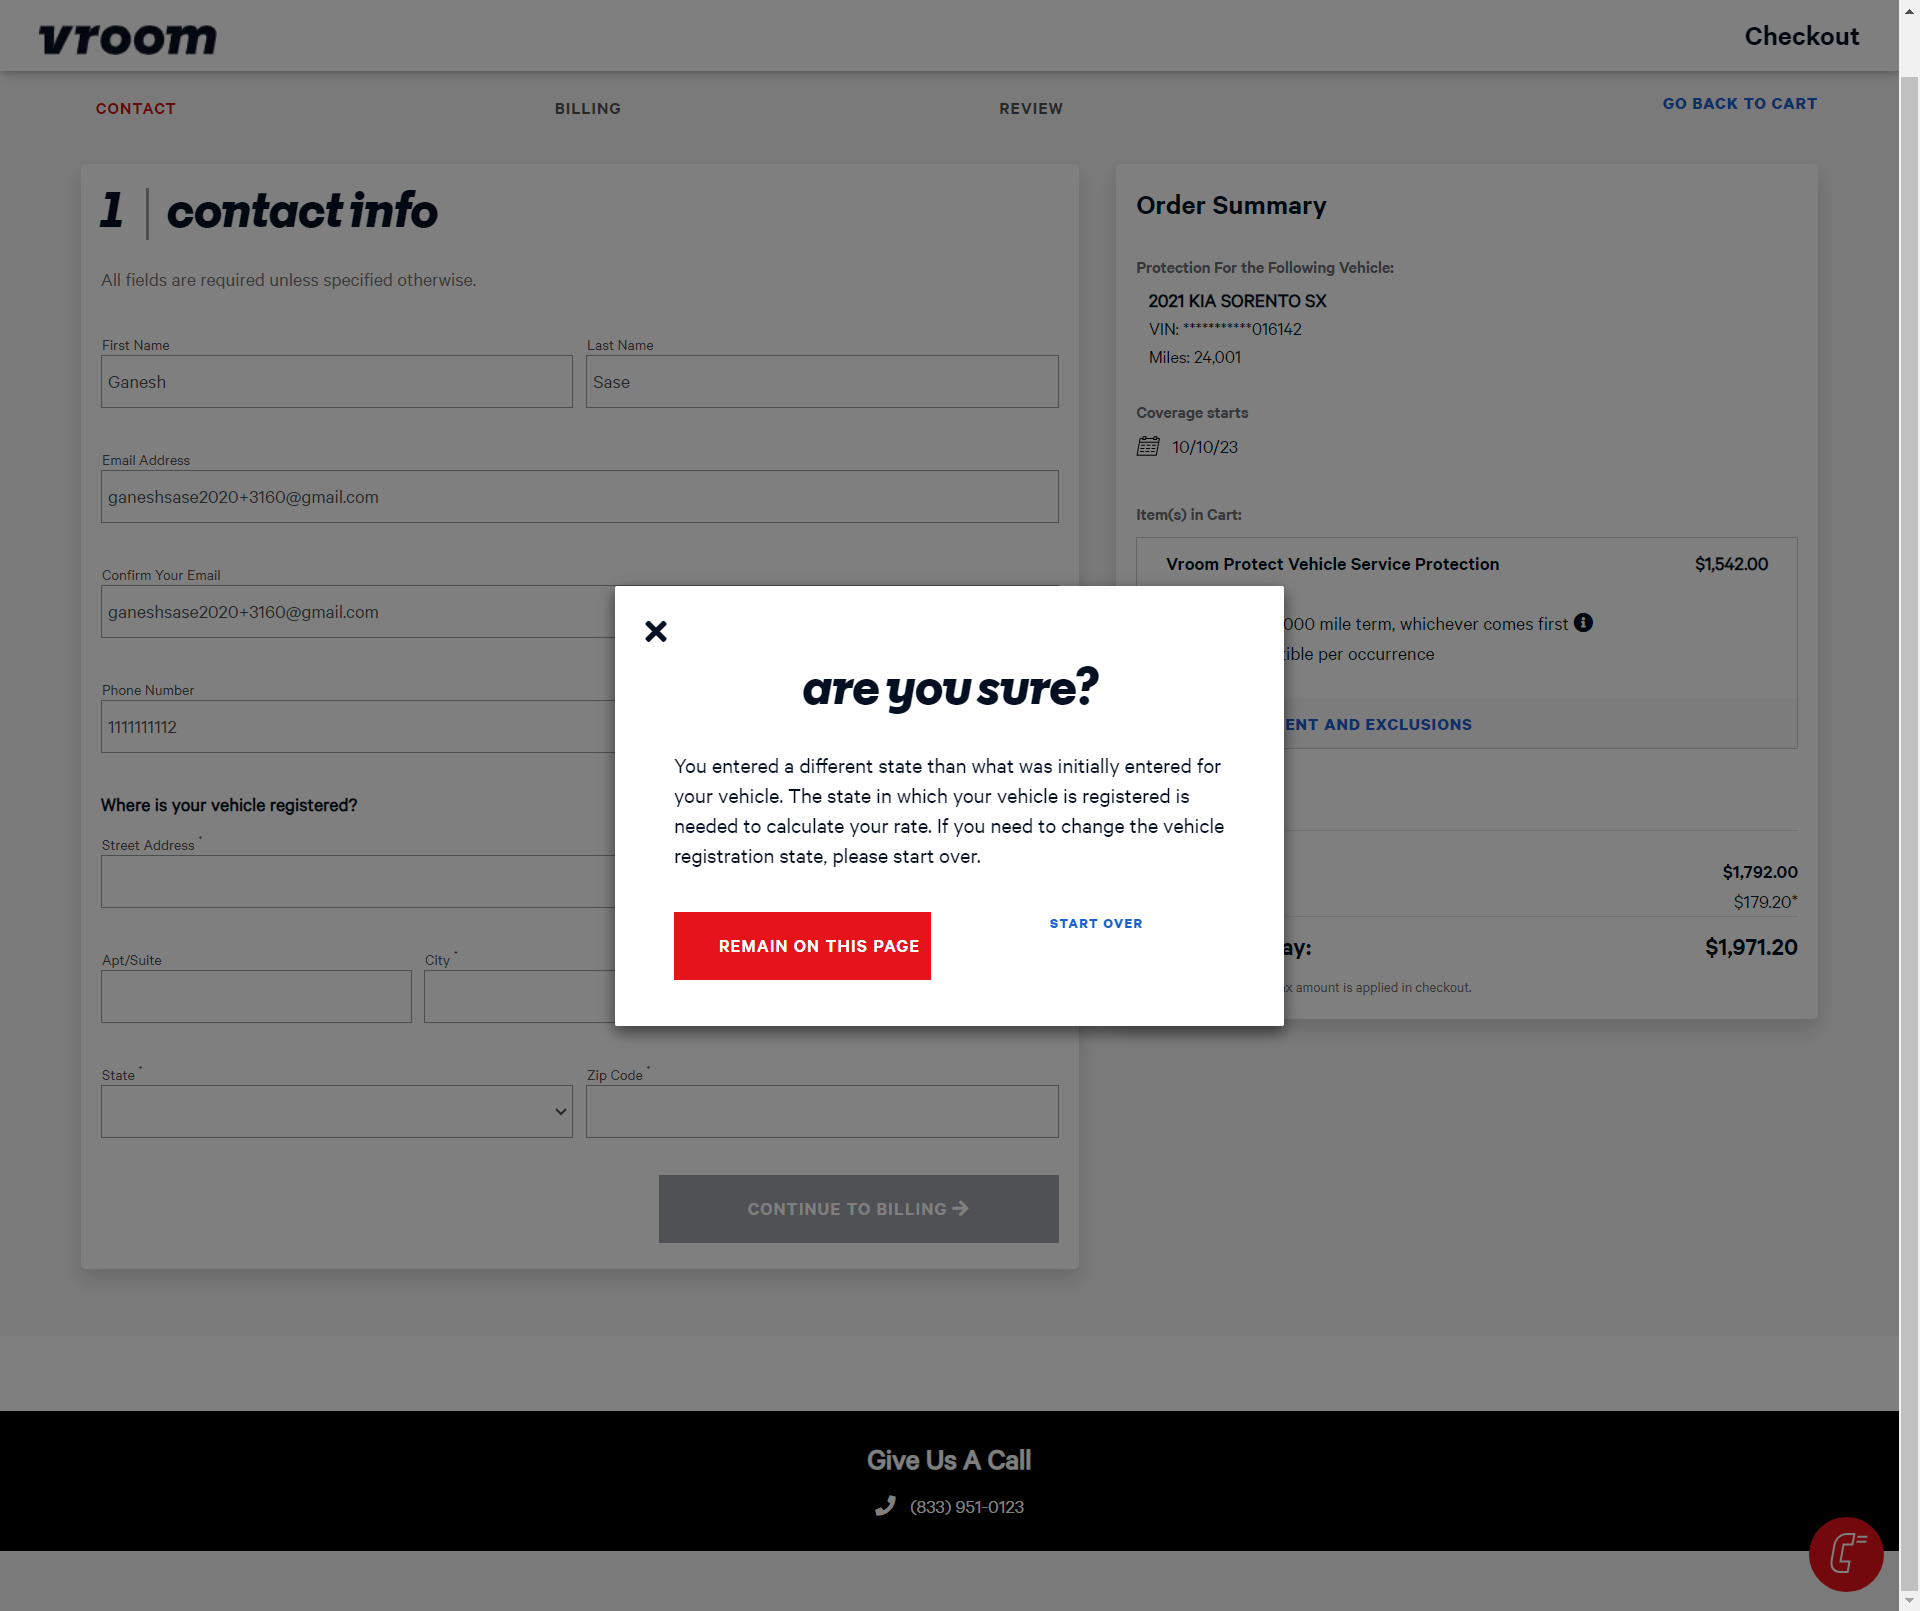 vroom
Checkout
CONTACT
BILLING
REVIEW
GO BACK TO CART
1 | contact info
All fields are required unless specified otherwise.
First Name
Last Name
Ganesh
Sase
Email Address
ganeshsase2020+3160@gmail.com
Confirm Your Email
ganeshsase2020+3160@gmail.com
Phone Number
1111111112
Where is your vehicle registered?
Street Address *
Apt/Suite
City *
State *
Zip Code *
CONTINUE TO BILLING
Order Summary
Protection For the Following Vehicle:
2021 KIA SORENTO SX
VIN: ***********016142
Miles: 24,001
Coverage starts
10/10/23
Item(s) in Cart:
Vroom Protect Vehicle Service Protection
$1,542.00
000 mile term, whichever comes first
per occurrence
AND EXCLUSIONS
$1,792.00
$179.20*
$1,971.20
amount is applied in checkout.
are you sure?
You entered a different state than what was initially entered for
your vehicle. The state in which your vehicle is registered is
needed to calculate your rate. If you need to change the vehicle
registration state, please start over.
REMAIN ON THIS PAGE
START OVER
Give Us A Call
(833) 951-0123